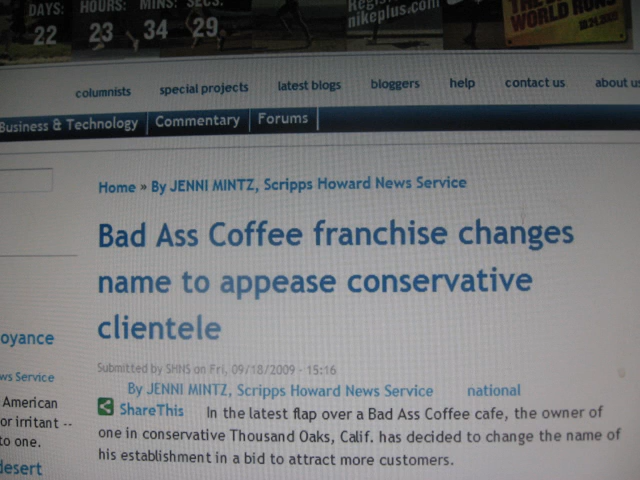 DAYS: HOURS: MINS: SECS:
22 23 34 29
nikeplus.com
THE
WORLD RUNS
10.24.2009
columnists special projects latest blogs bloggers help contact us about us
Business & Technology Commentary Forums
Home » By JENNI MINTZ, Scripps Howard News Service
Bad Ass Coffee franchise changes
name to appease conservative
clientele
Submitted by SHNS on Fri, 09/18/2009 - 15:16
By JENNI MINTZ, Scripps Howard News Service national
ShareThis In the latest flap over a Bad Ass Coffee cafe, the owner of
one in conservative Thousand Oaks, Calif. has decided to change the name of
his establishment in a bid to attract more customers.
oyance
ws Service
American
or irritant --
to one.
desert